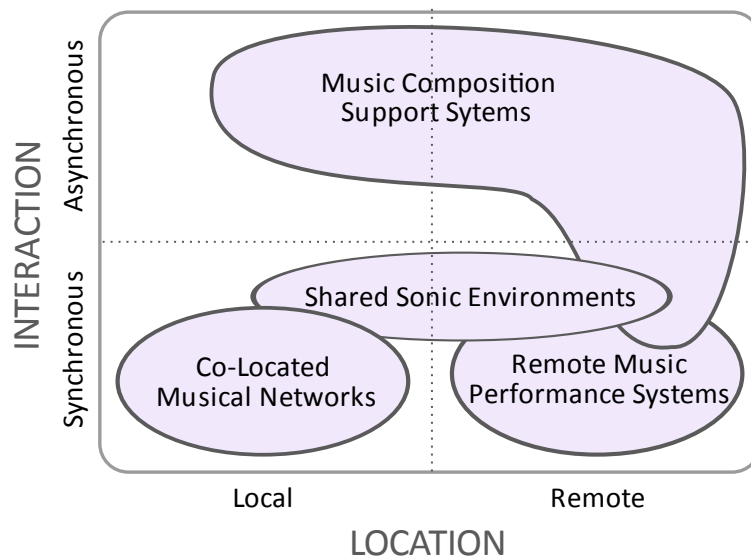 INTERACTION
Asynchronous
Synchronous
Music Composition
Support Sytems
Shared Sonic Environments
Co-Located
Musical Networks
Remote Music
Performance Systems
Local
Remote
LOCATION